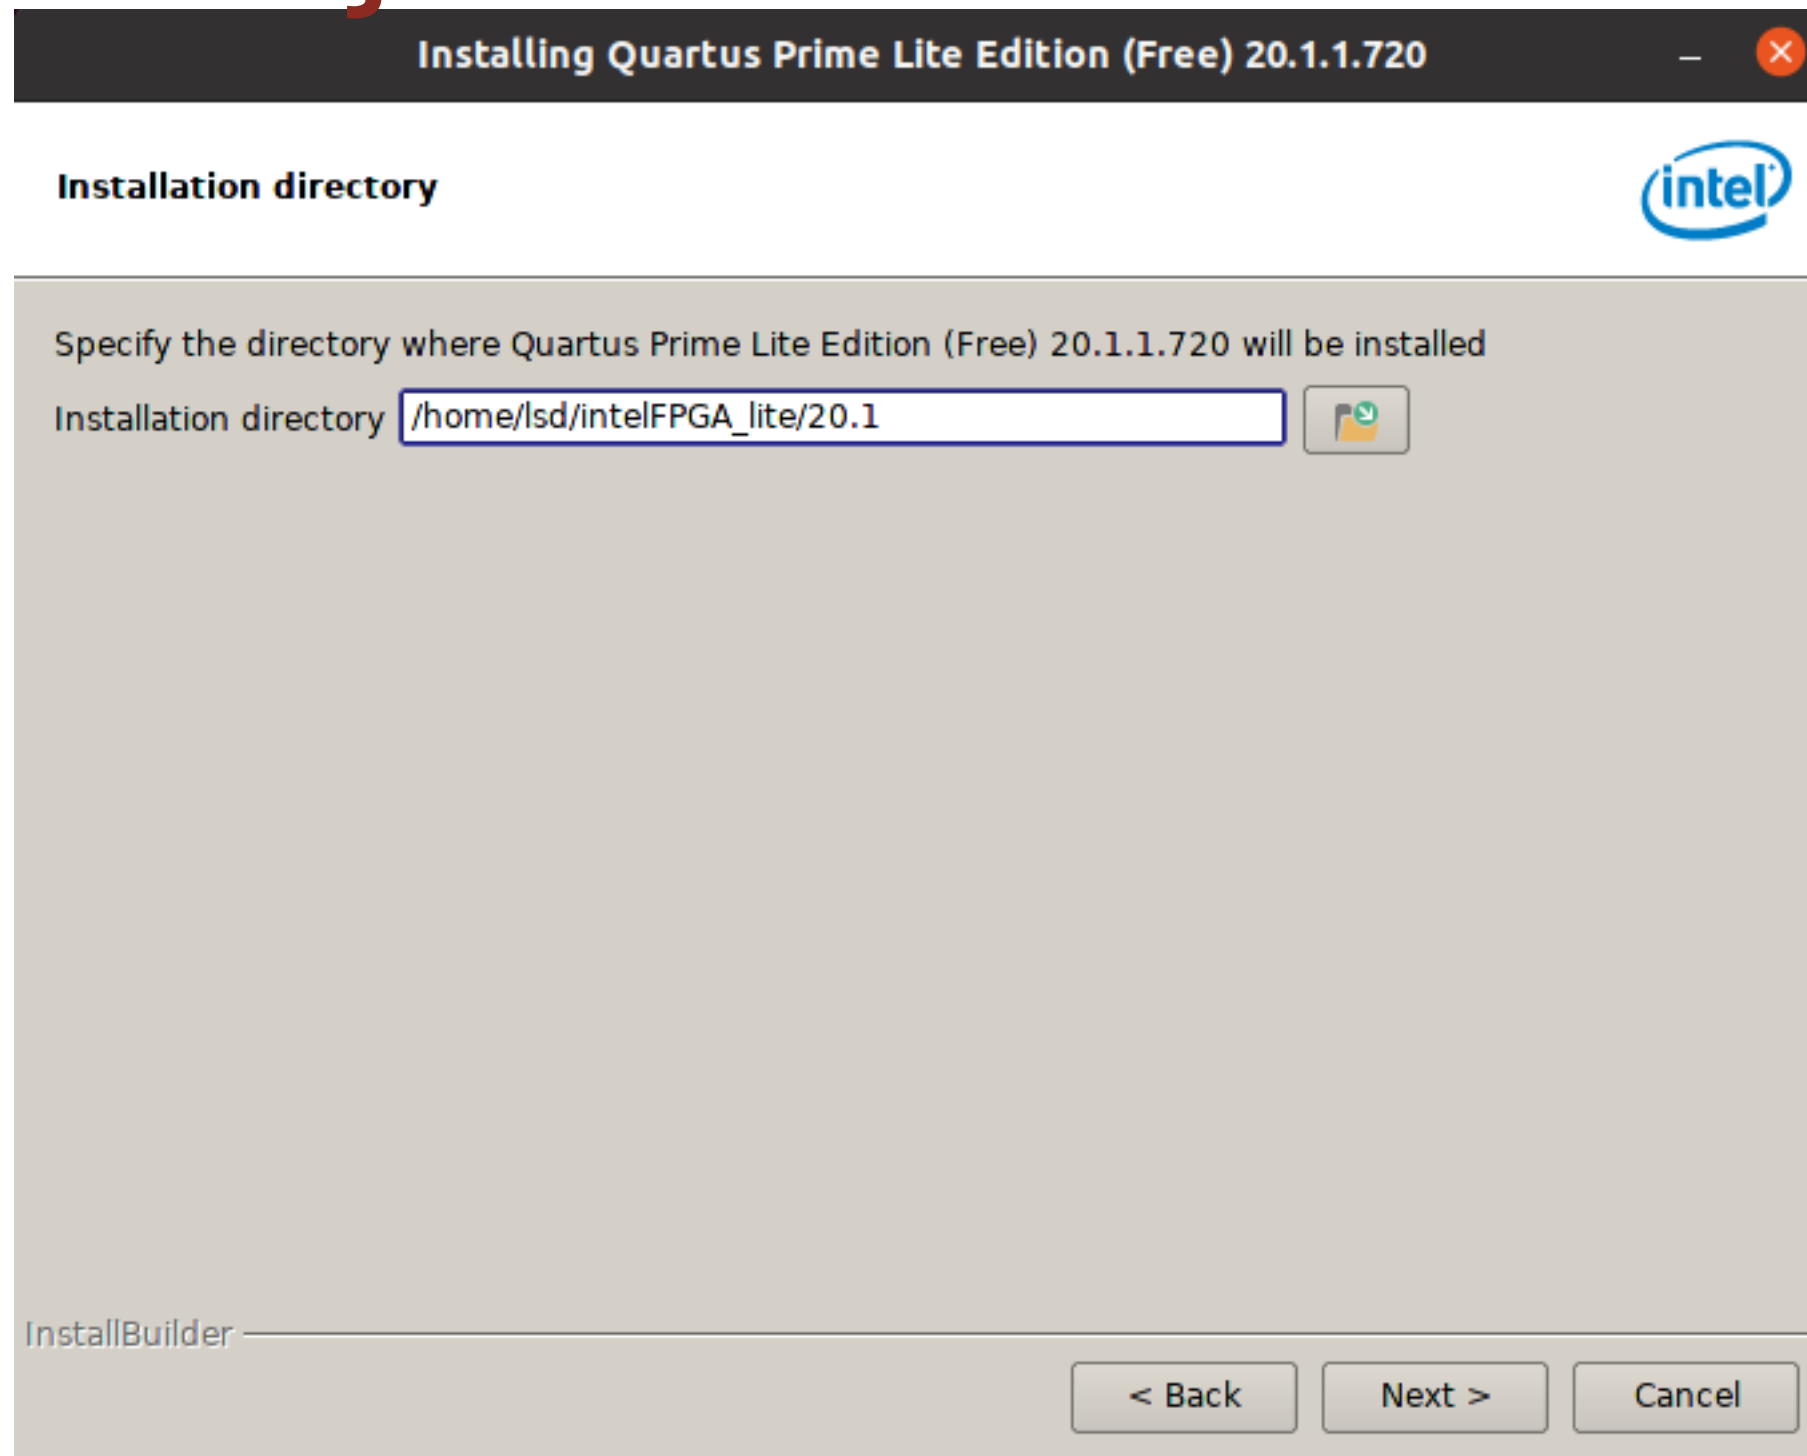 Installing Quartus Prime Lite Edition (Free) 20.1.1.720
Installation directory
intel
Specify the directory where Quartus Prime Lite Edition (Free) 20.1.1.720 will be installed
Installation directory /home/lsd/intelFPGA_lite/20.1
InstallBuilder
< Back Next > Cancel